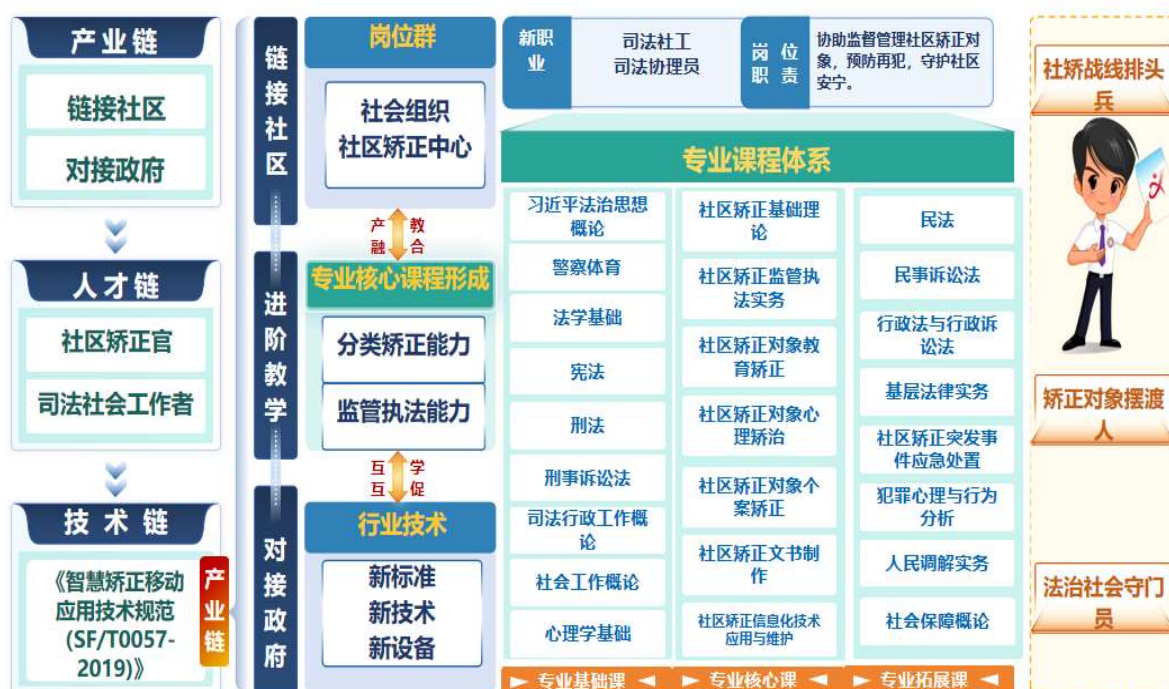 产业链
链接社区
对接政府
人才链
社区矫正官
司法社会工作者
技术链
《智慧矫正移动
应用技术规范
(SF/T0057-
2019)》
产业链
链接社区
进阶教学
对接政府
岗位群
社会组织
社区矫正中心
产教
融合
专业核心课程形成
分类矫正能力
监管执法能力
互学
互促
行业技术
新标准
新技术
新设备
新职
业
司法社工
司法协理员
岗位
职责
协助监督管理社区矫正对
象，预防再犯，守护社区
安宁。
专业课程体系
习近平法治思想
概论
警察体育
法学基础
宪法
刑法
刑事诉讼法
司法行政工作概
论
社会工作概论
心理学基础
专业基础课
社区矫正基础理
论
社区矫正监管执
法实务
社区矫正对象教
育矫正
社区矫正对象心
理矫治
社区矫正对象个
案矫正
社区矫正文书制
作
社区矫正信息化技术
应用与维护
专业核心课
民法
民事诉讼法
行政法与行政诉
讼法
基层法律实务
社区矫正突发事
件应急处置
犯罪心理与行为
分析
人民调解实务
社会保障概论
专业拓展课
社矫战线排头
兵
矫正对象摆渡
人
法治社会守门
员